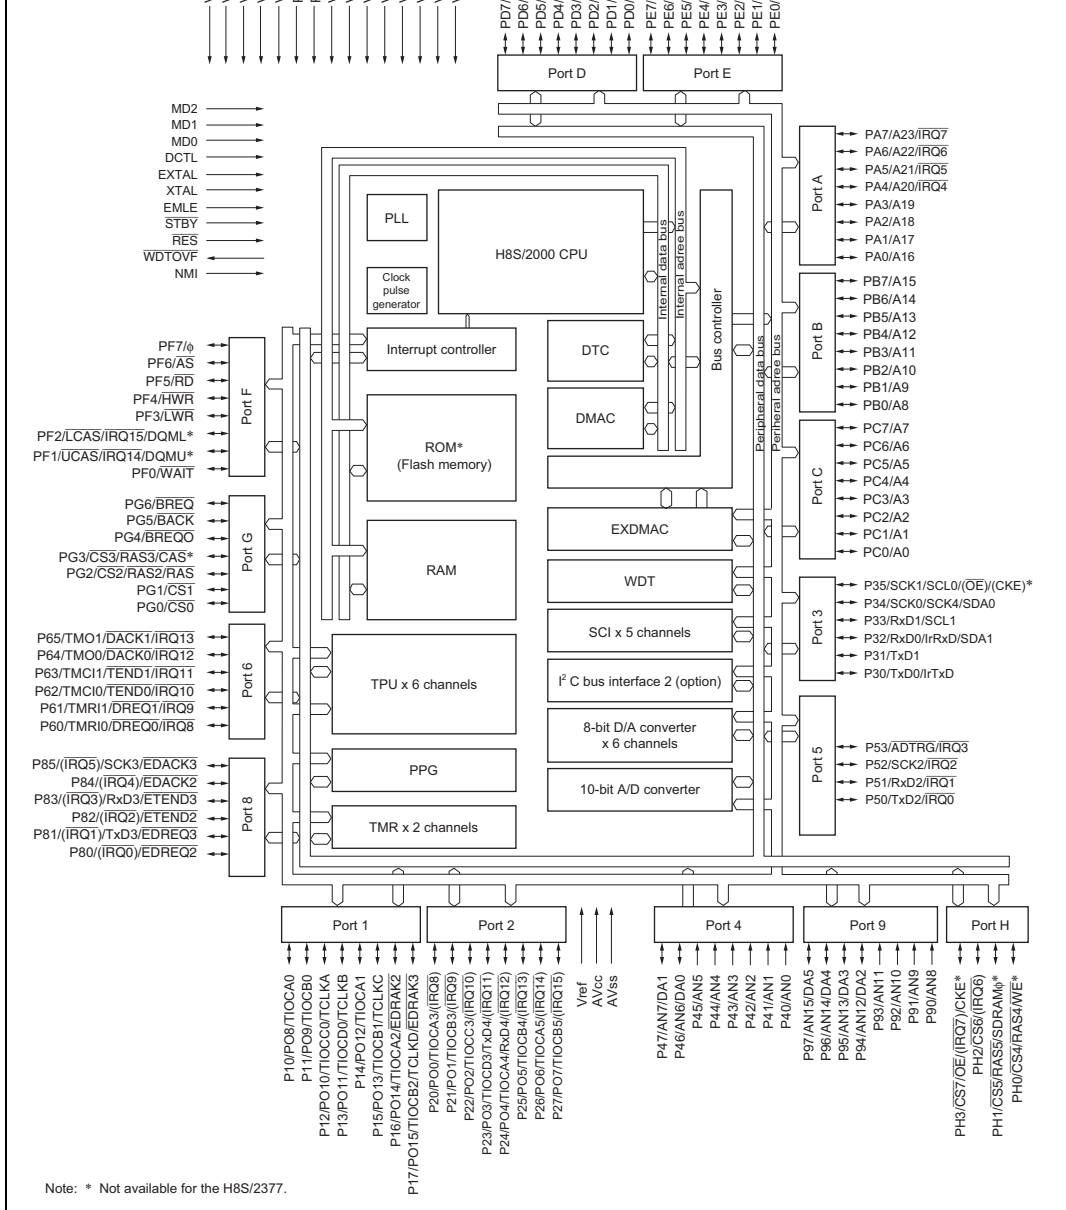 PD7/
PD6/
PD5/
PD4/
PD3/
PD2/
PD1/
PD0/
PE7/
PE6/
PE5/
PE4/
PE3/
PE2/
PE1/
PE0/
Port D
Port E
MD2
MD1
MD0
DCTL
EXTAL
XTAL
EMLE
STBY
RES
WDTOVF
NMI
PLL
Clock
pulse
generator
H8S/2000 CPU
Internal data bus
Internal adree bus
Bus controller
Peripheral data bus
Periheral adree bus
Interrupt controller
DTC
DMAC
ROM*
(Flash memory)
RAM
EXDMAC
WDT
SCI x 5 channels
I² C bus interface 2 (option)
8-bit D/A converter
x 6 channels
10-bit A/D converter
TPU x 6 channels
PPG
TMR x 2 channels
Port A
PA7/A23/IRQ7
PA6/A22/IRQ6
PA5/A21/IRQ5
PA4/A20/IRQ4
PA3/A19
PA2/A18
PA1/A17
PA0/A16
Port B
PB7/A15
PB6/A14
PB5/A13
PB4/A12
PB3/A11
PB2/A10
PB1/A9
PB0/A8
Port C
PC7/A7
PC6/A6
PC5/A5
PC4/A4
PC3/A3
PC2/A2
PC1/A1
PC0/A0
Port 3
P35/SCK1/SCL0/(OE)/(CKE)*
P34/SCK0/SCK4/SDA0
P33/RxD1/SCL1
P32/RxD0/IrRxD/SDA1
P31/TxD1
P30/TxD0/IrTxD
Port 5
P53/ADTRG/IRQ3
P52/SCK2/IRQ2
P51/RxD2/IRQ1
P50/TxD2/IRQ0
PF7/ϕ
PF6/AS
PF5/RD
PF4/HWR
PF3/LWR
PF2/LCAS/IRQ15/DQML*
PF1/UCAS/IRQ14/DQMU*
PF0/WAIT
Port F
PG6/BREQ
PG5/BACK
PG4/BREQO
PG3/CS3/RAS3/CAS*
PG2/CS2/RAS2/RAS
PG1/CS1
PG0/CS0
Port G
P65/TMO1/DACK1/IRQ13
P64/TMO0/DACK0/IRQ12
P63/TMCI1/TEND1/IRQ11
P62/TMCI0/TEND0/IRQ10
P61/TMRI1/DREQ1/IRQ9
P60/TMRI0/DREQ0/IRQ8
Port 6
P85/(IRQ5)/SCK3/EDACK3
P84/(IRQ4)/EDACK2
P83/(IRQ3)/RxD3/ETEND3
P82/(IRQ2)/ETEND2
P81/(IRQ1)/TxD3/EDREQ3
P80/(IRQ0)/EDREQ2
Port 8
Port 1
Port 2
Port 4
Port 9
Port H
P10/PO8/TIOCA0
P11/PO9/TIOCB0
P12/PO10/TIOCC0/TCLKA
P13/PO11/TIOCD0/TCLKB
P14/PO12/TIOCA1
P15/PO13/TIOCB1/TCLKC
P16/PO14/TIOCA2/EDRAK2
P17/PO15/TIOCB2/TCLKD/EDRAK3
P20/PO0/TIOCA3/(IRQ8)
P21/PO1/TIOCB3/(IRQ9)
P22/PO2/TIOCC3/(IRQ10)
P23/PO3/TIOCD3/TxD4/(IRQ11)
P24/PO4/TIOCA4/RxD4/(IRQ12)
P25/PO5/TIOCB4/(IRQ13)
P26/PO6/TIOCA5/(IRQ14)
P27/PO7/TIOCB5/(IRQ15)
Vref
AVcc
AVss
P47/AN7/DA1
P46/AN6/DA0
P45/AN5
P44/AN4
P43/AN3
P42/AN2
P41/AN1
P40/AN0
P97/AN15/DA5
P96/AN14/DA4
P95/AN13/DA3
P94/AN12/DA2
P93/AN11
P92/AN10
P91/AN9
P90/AN8
PH3/CS7/OE/(IRQ7)/CKE*
PH2/CS6/(IRQ6)
PH1/CS5/RAS5/SDRAMϕ*
PH0/CS4/RAS4/WE*
Note: * Not available for the H8S/2377.